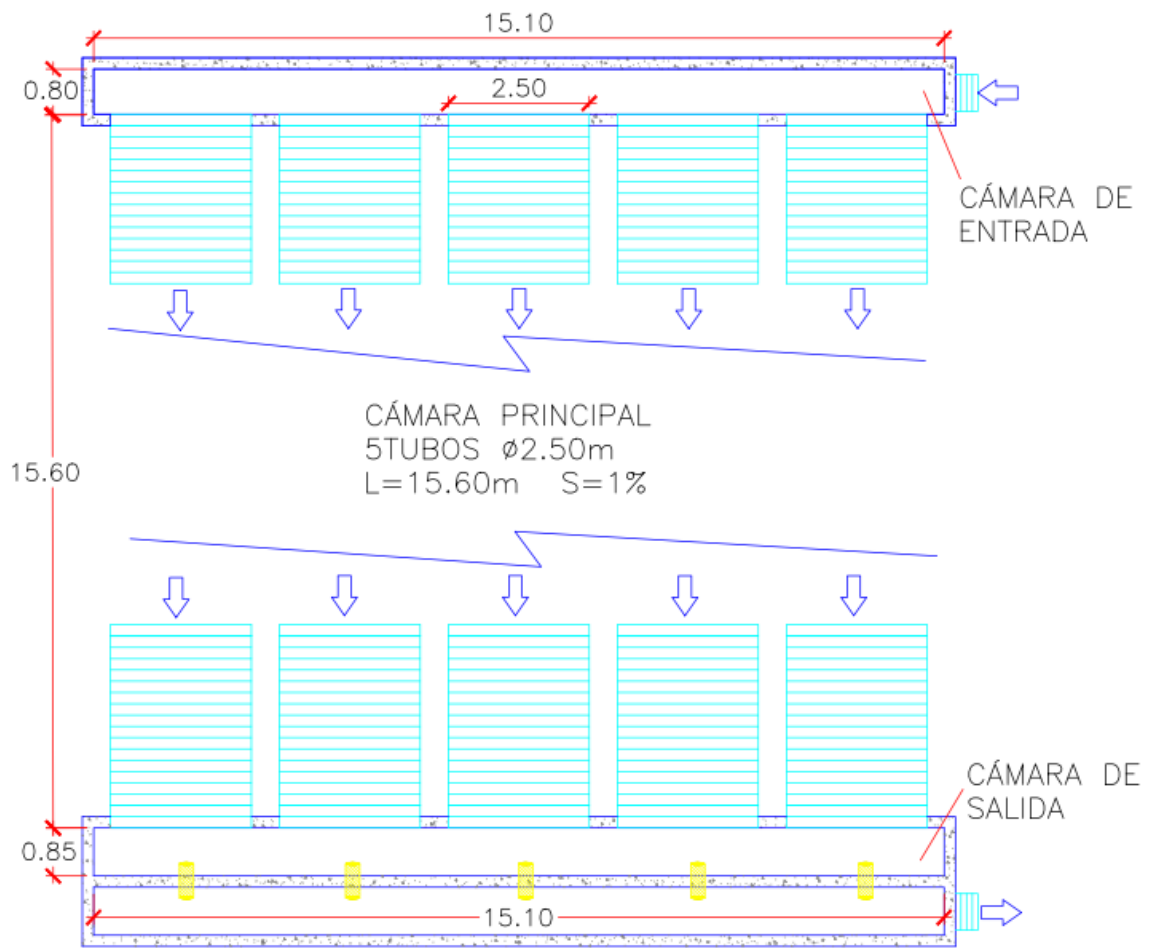 15.10
0.80
2.50
CÁMARA DE
ENTRADA
CÁMARA PRINCIPAL
5TUBOS ø2.50m
L=15.60m S=1%
15.60
CÁMARA DE
SALIDA
0.85
15.10